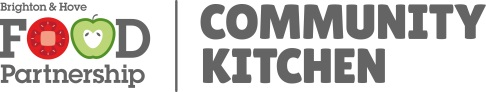 Brighton & Hove
FOOD
Partnership
COMMUNITY
KITCHEN